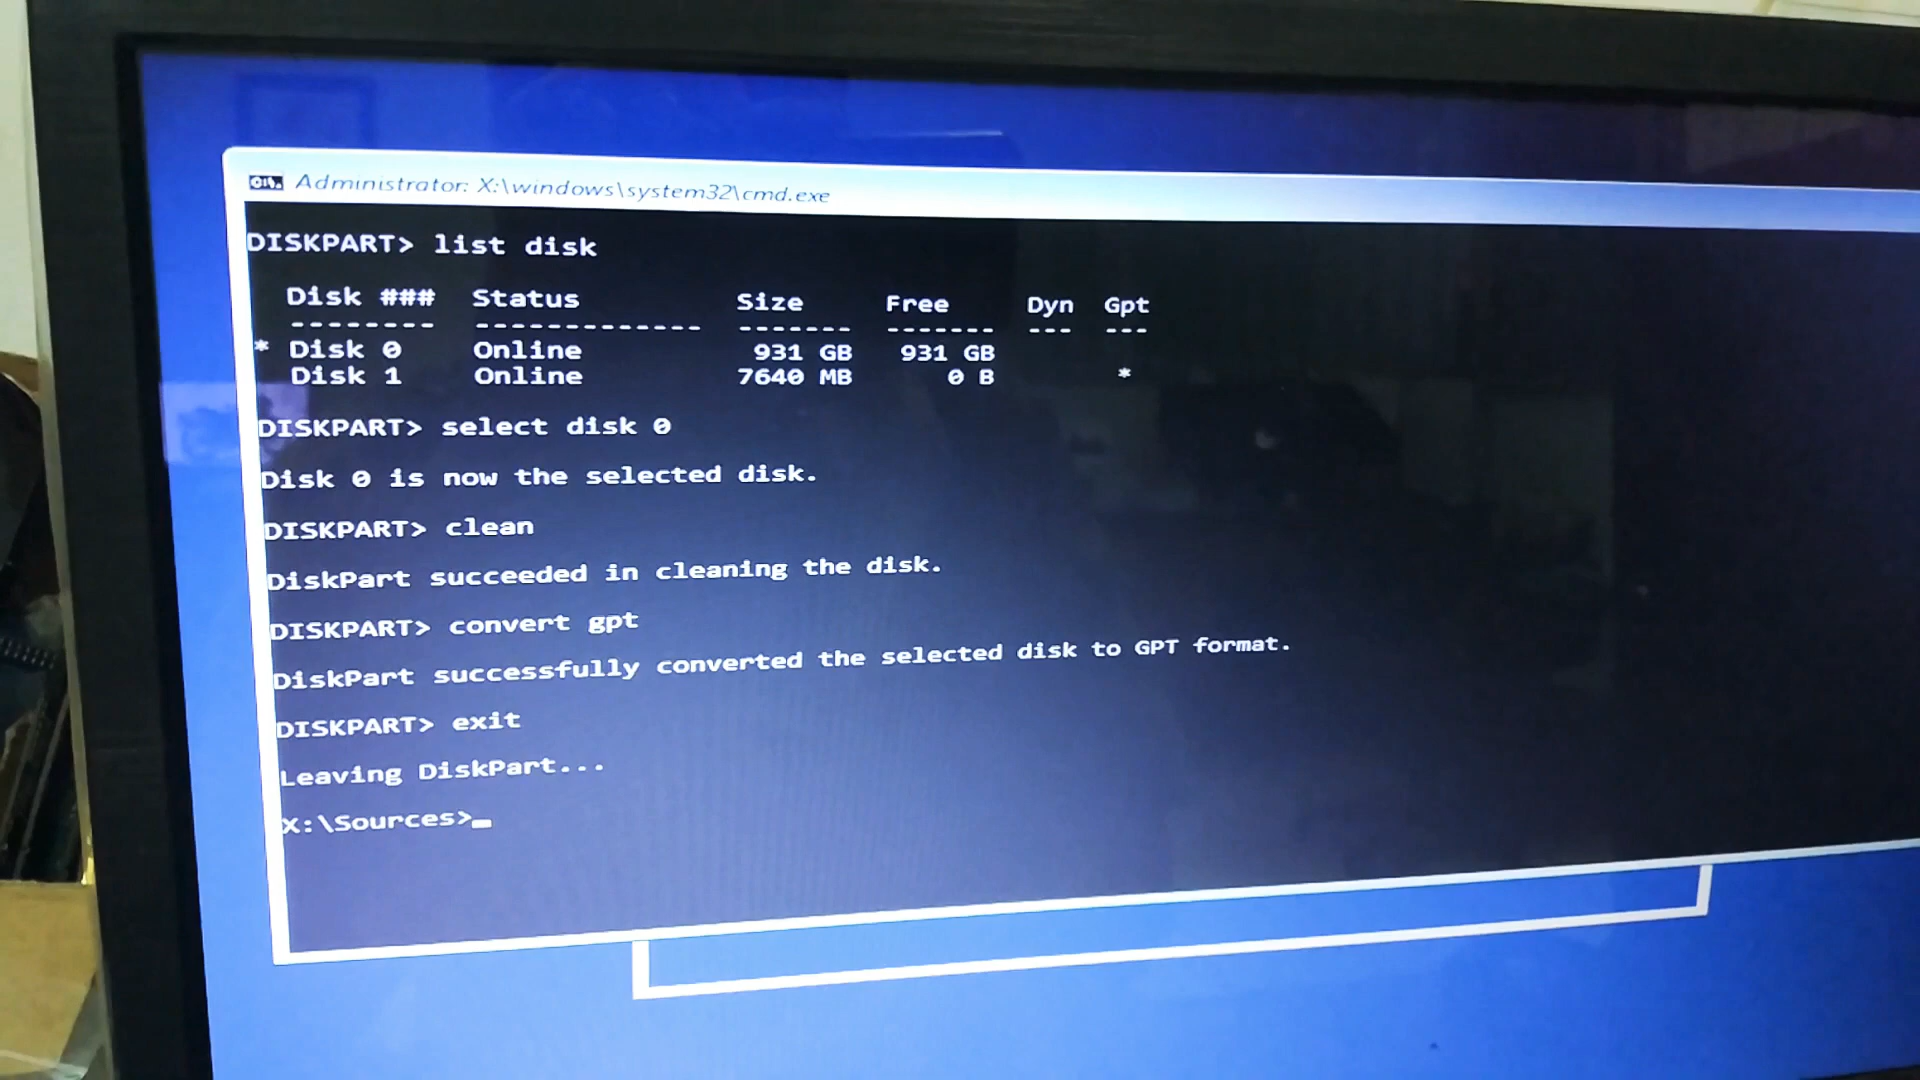 Administrator: X:\windows\system32\cmd.exe
DISKPART> list disk
Disk ### Status Size Free Dyn Gpt
-------- ------------- ------- ------- --- ---
* Disk 0 Online 931 GB 931 GB
Disk 1 Online 7640 MB 0 B *
DISKPART> select disk 0
Disk 0 is now the selected disk.
DISKPART> clean
DiskPart succeeded in cleaning the disk.
DISKPART> convert gpt
DiskPart successfully converted the selected disk to GPT format.
DISKPART> exit
Leaving DiskPart...
X:\Sources>_